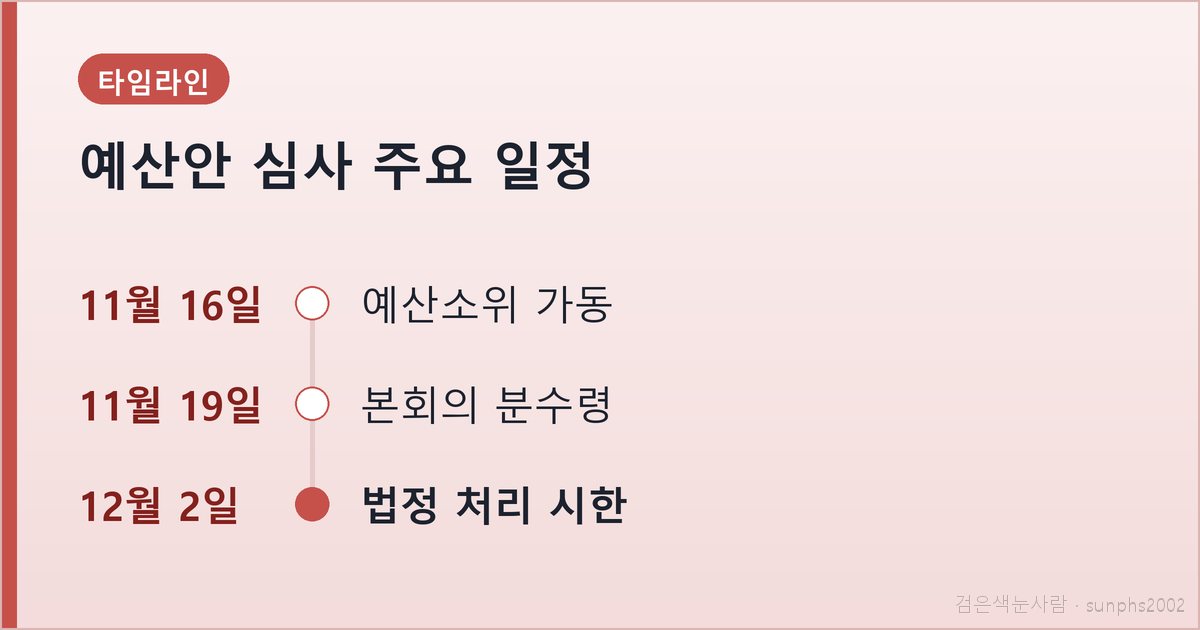 타임라인
예산안 심사 주요 일정
11월 16일 예산소위 가동
11월 19일 본회의 분수령
12월 2일 법정 처리 시한
검은색눈사람 · sunphs2002